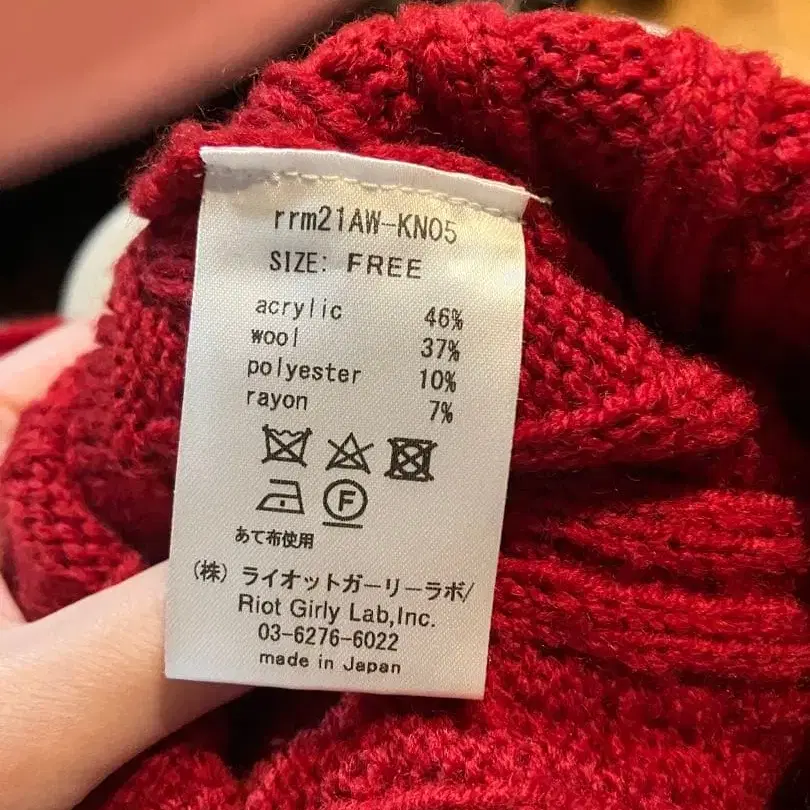 rrm21AW-KN05
SIZE: FREE
acrylic 46%
wool 37%
polyester 10%
rayon 7%
F
あて布使用
(株) ライオットガーリーラボ/
Riot Girly Lab,Inc.
03-6276-6022
made in Japan